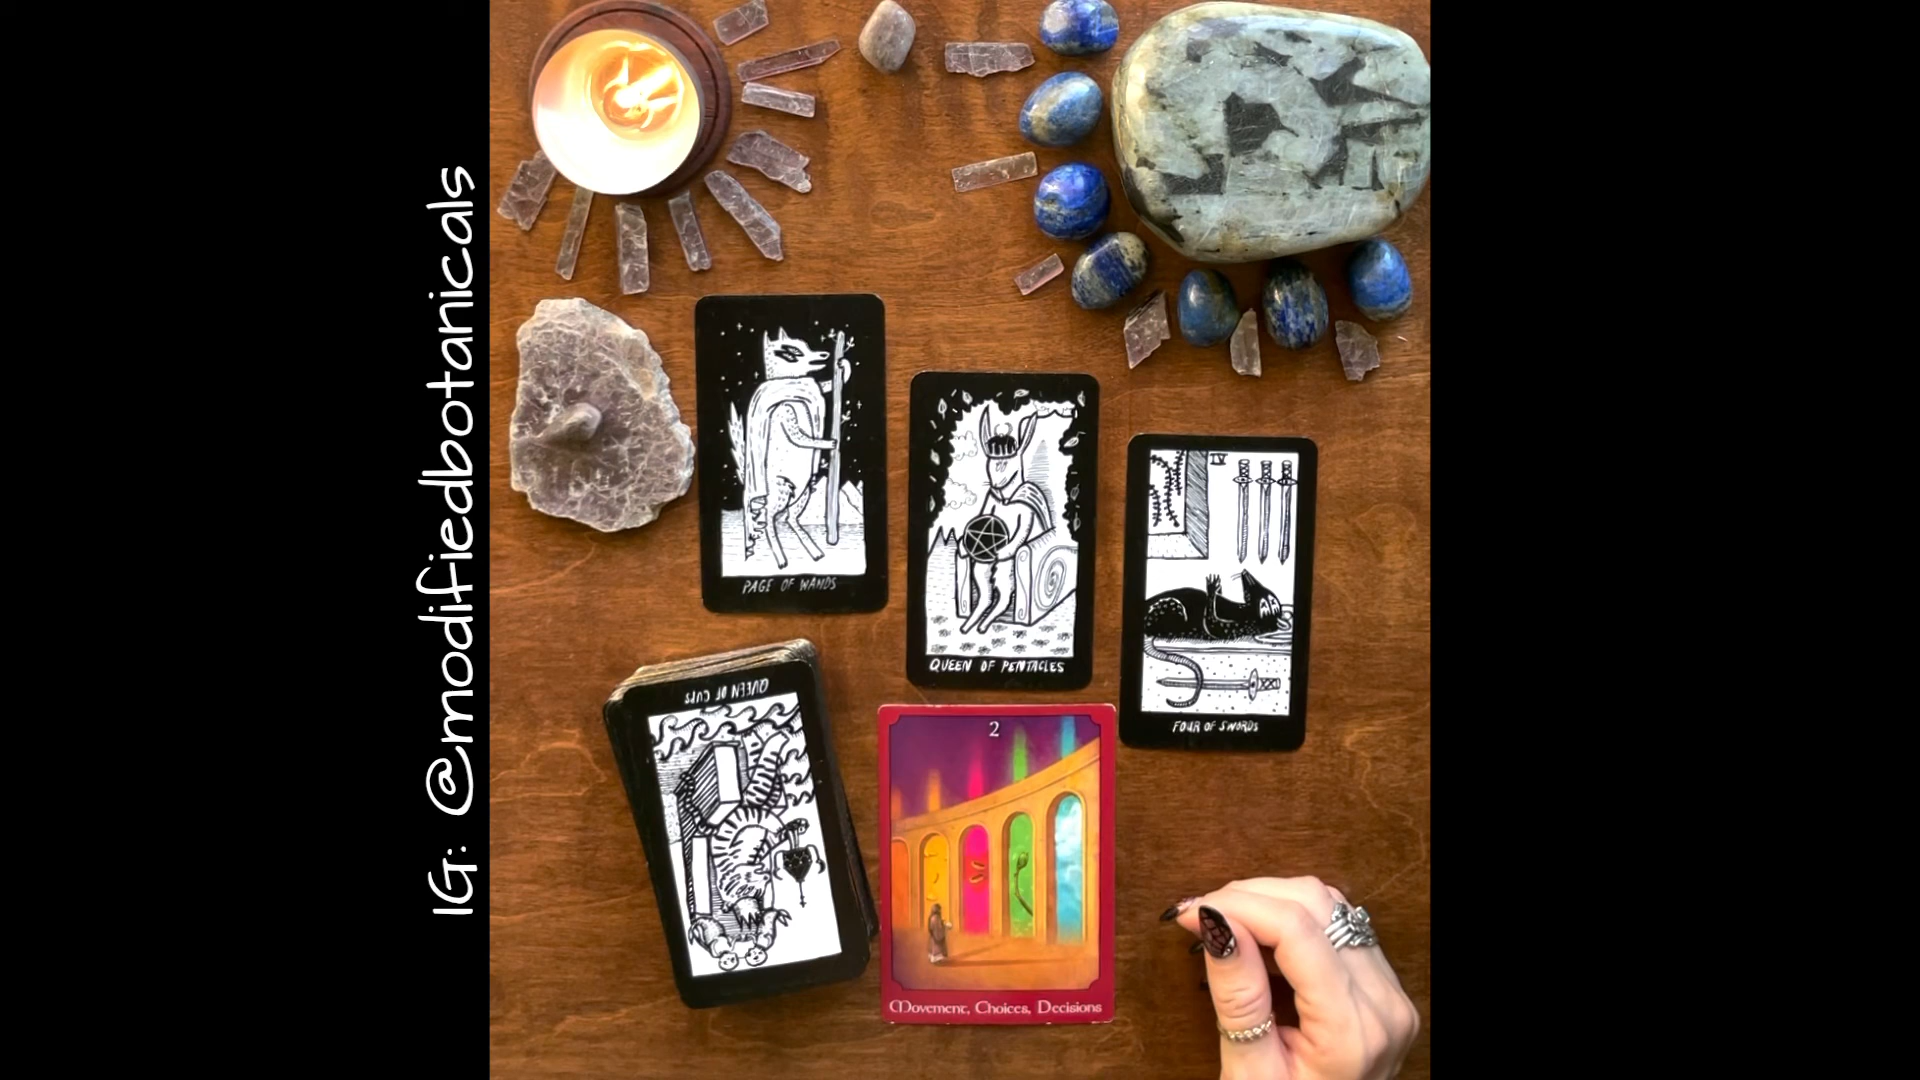 IG: @modifiedbotanicals
PAGE OF WANDS
QUEEN OF PENTACLES
IV
FOUR OF SWORDS
QUEEN OF CUPS
2
Movement, Choices, Decisions